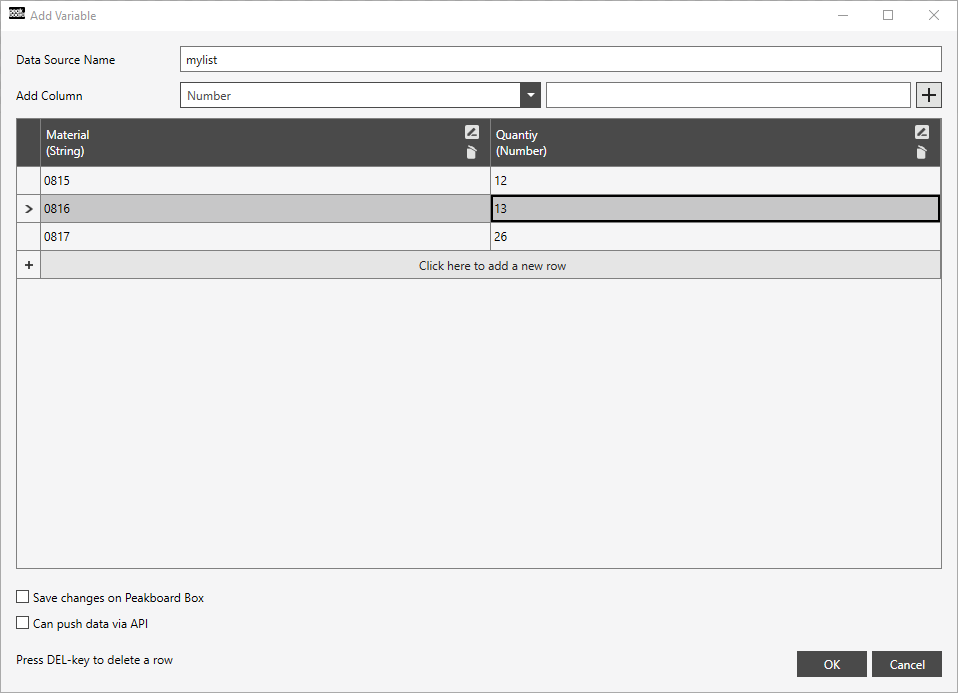 peak board Add Variable
Data Source Name mylist
Add Column Number
Material Quantiy
(String) (Number)
0815 12
0816 13
0817 26
Click here to add a new row
Save changes on Peakboard Box
Can push data via API
Press DEL-key to delete a row
OK Cancel